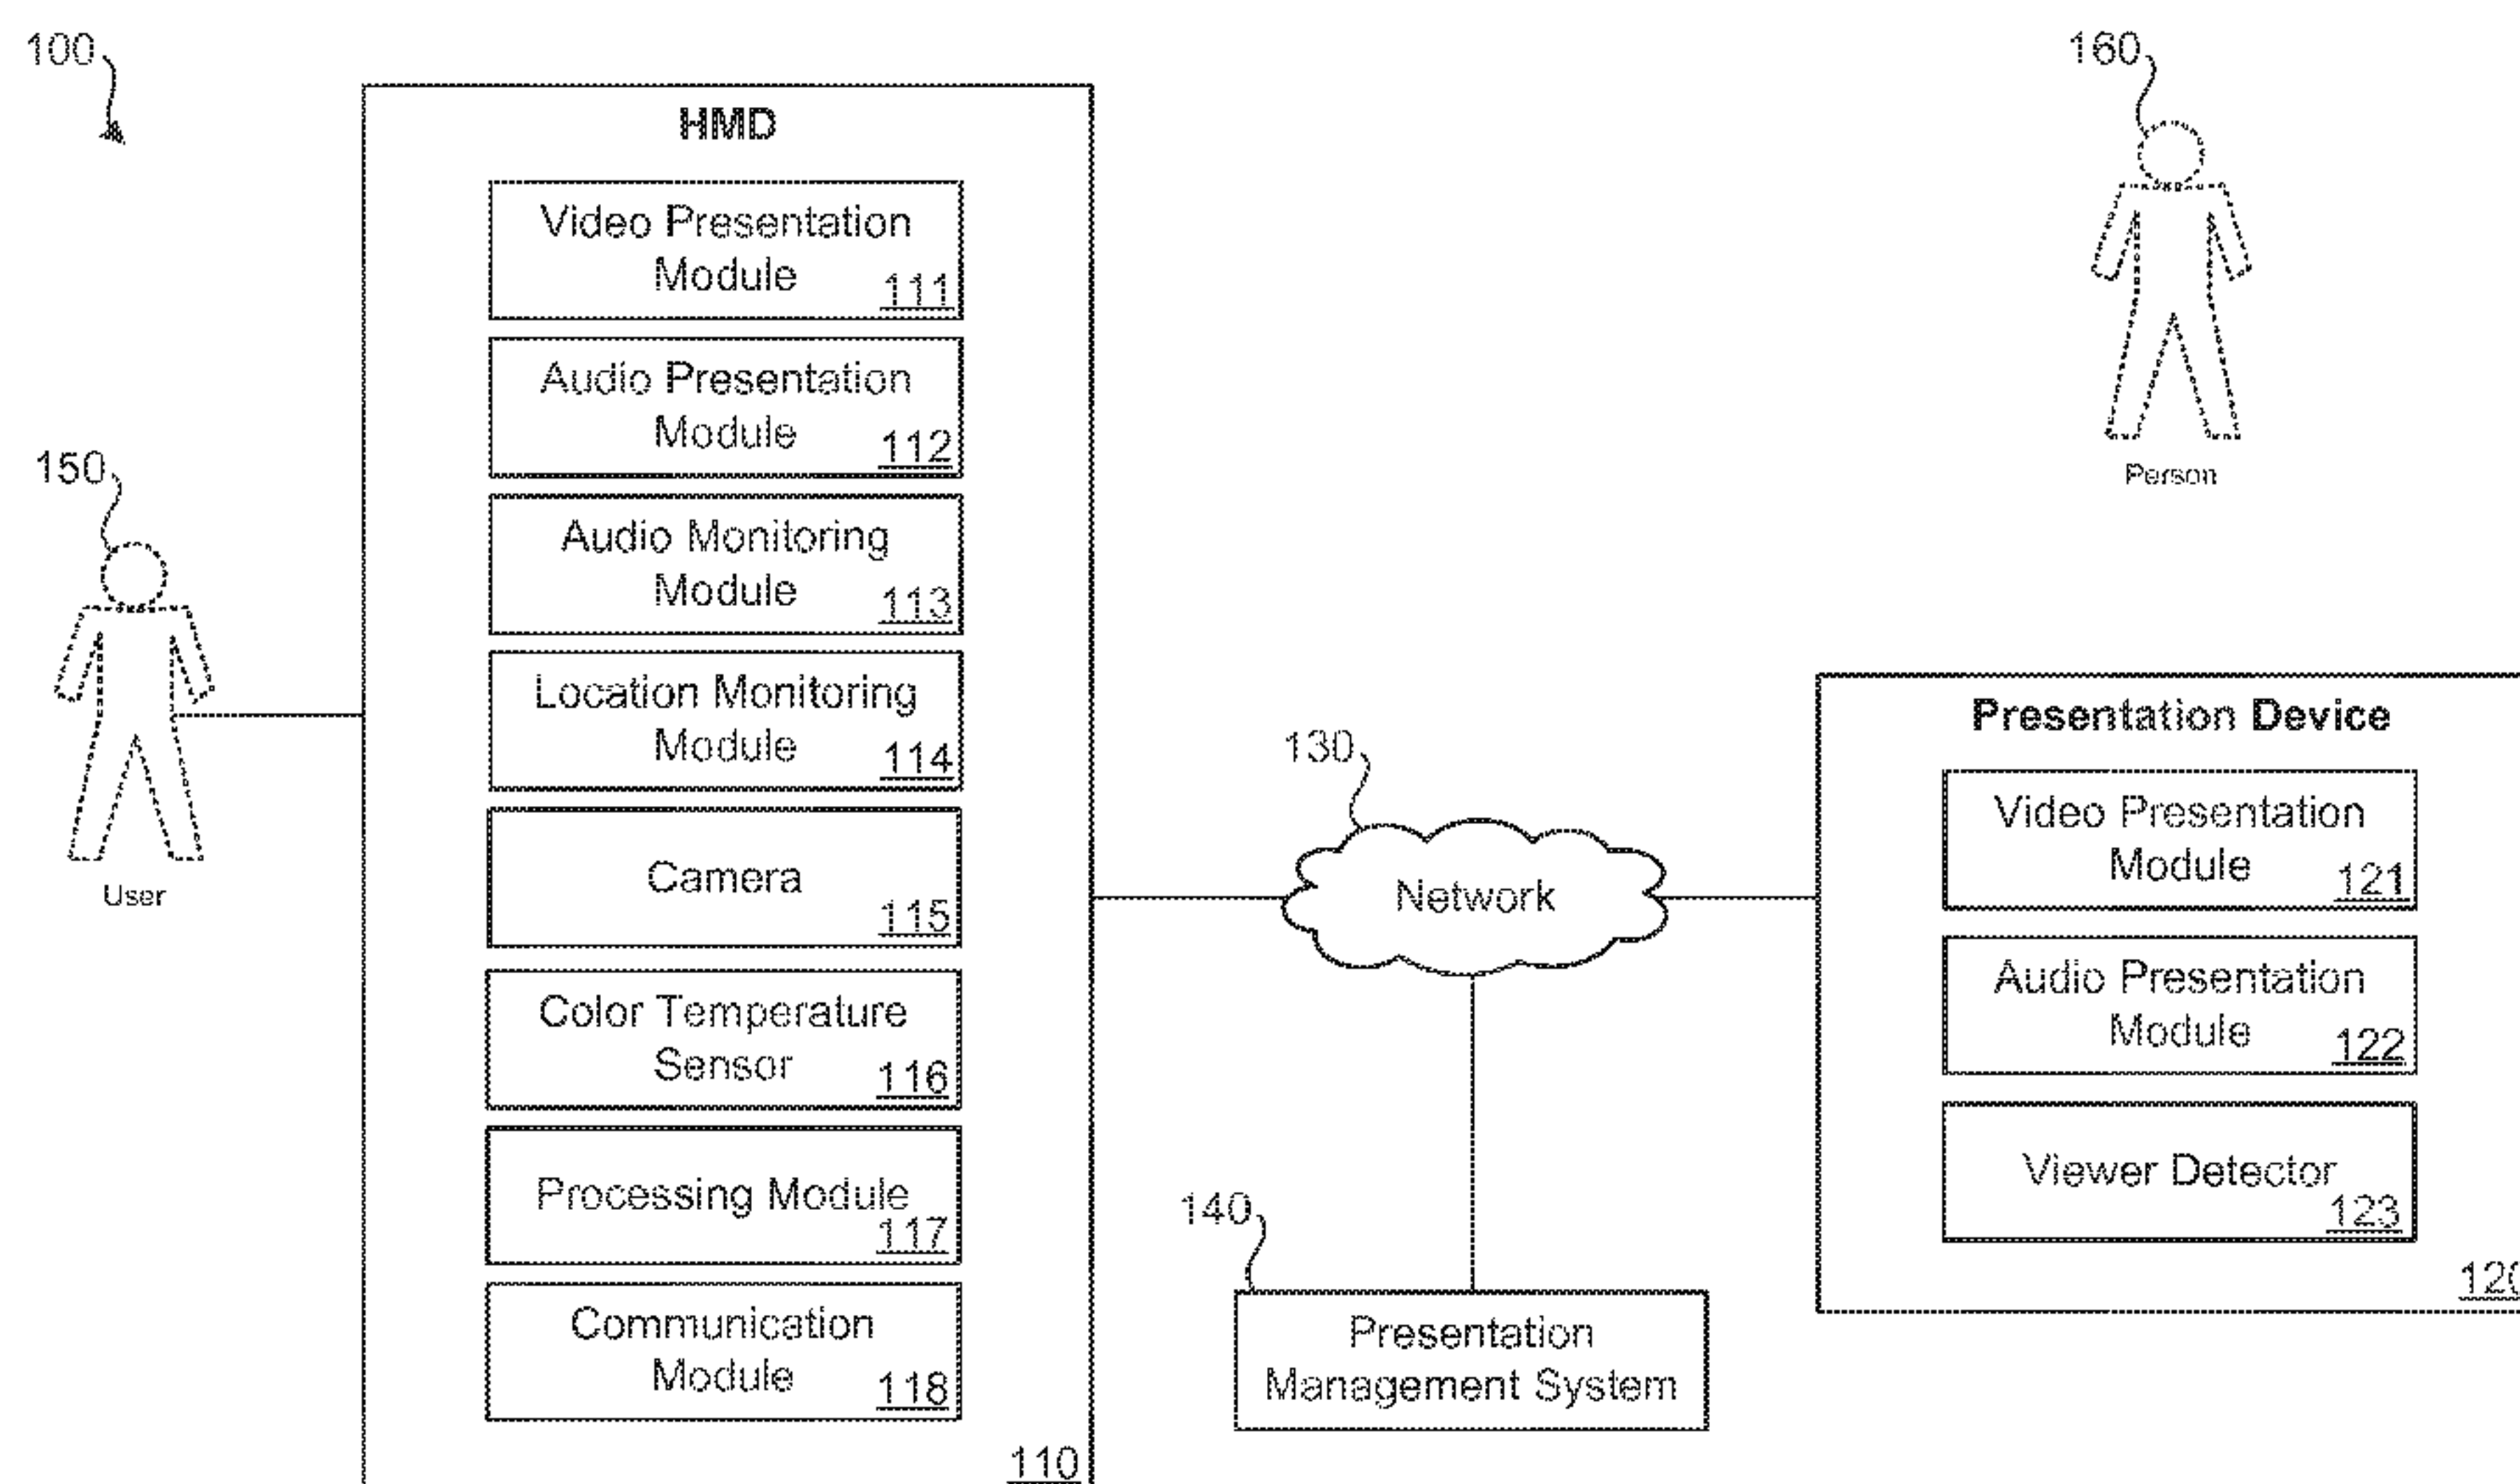 100
160
HMD
Video Presentation
Module
111
Audio Presentation
Module
112
150
Person
Audio Monitoring
Module
113
User
Location Monitoring
Module
114
Camera
115
Color Temperature
Sensor
116
Processing Module
117
Communication
Module
118
110
130
Network
140
Presentation
Management System
Presentation Device
Video Presentation
Module
121
Audio Presentation
Module
122
Viewer Detector
123
120